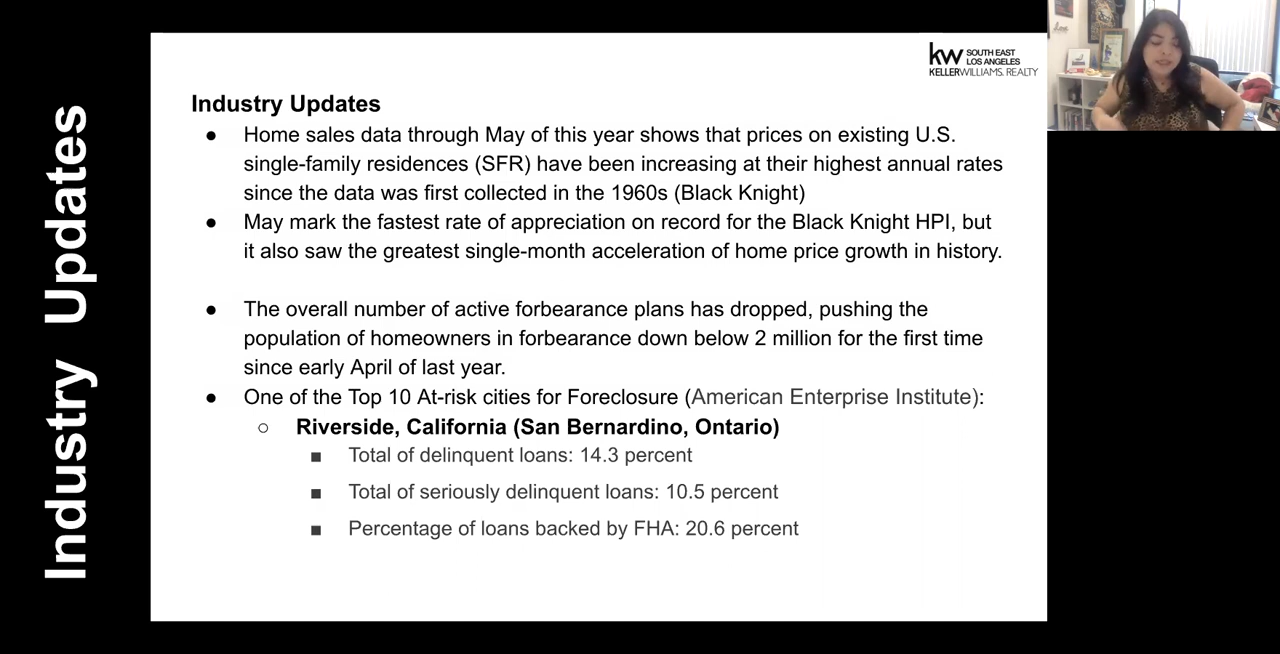 Industry Updates
kw SOUTH EAST
LOS ANGELES
KELLERWILLIAMS. REALTY
Industry Updates
● Home sales data through May of this year shows that prices on existing U.S.
single-family residences (SFR) have been increasing at their highest annual rates
since the data was first collected in the 1960s (Black Knight)
● May mark the fastest rate of appreciation on record for the Black Knight HPI, but
it also saw the greatest single-month acceleration of home price growth in history.
● The overall number of active forbearance plans has dropped, pushing the
population of homeowners in forbearance down below 2 million for the first time
since early April of last year.
● One of the Top 10 At-risk cities for Foreclosure (American Enterprise Institute):
○ Riverside, California (San Bernardino, Ontario)
■ Total of delinquent loans: 14.3 percent
■ Total of seriously delinquent loans: 10.5 percent
■ Percentage of loans backed by FHA: 20.6 percent